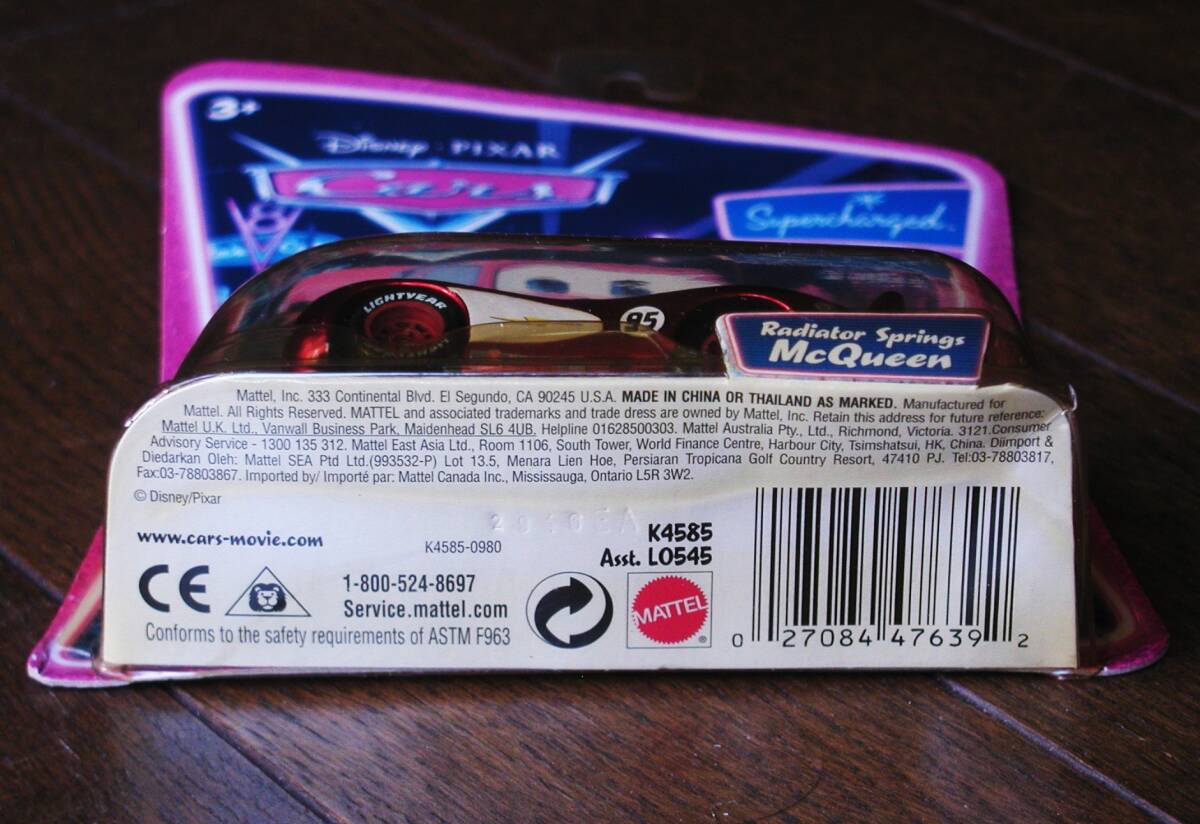 3+
Disney · PIXAR
Cars
V8
Supercharged
LIGHTYEAR
95
Radiator Springs
McQueen
Mattel, Inc. 333 Continental Blvd. El Segundo, CA 90245 U.S.A. MADE IN CHINA OR THAILAND AS MARKED. Manufactured for
Mattel. All Rights Reserved. MATTEL and associated trademarks and trade dress are owned by Mattel, Inc. Retain this address for future reference:
Mattel U.K. Ltd., Vanwall Business Park, Maidenhead SL6 4UB, Helpline 01628500303. Mattel Australia Pty., Ltd., Richmond, Victoria. 3121.Consumer
Advisory Service - 1300 135 312. Mattel East Asia Ltd., Room 1106, South Tower, World Finance Centre, Harbour City, Tsimshatsui, HK, China. Diimport &
Diedarkan Oleh: Mattel SEA Ptd Ltd.(993532-P) Lot 13.5, Menara Lien Hoe, Persiaran Tropicana Golf Country Resort, 47410 PJ. Tel:03-78803817,
Fax:03-78803867. Imported by/ Importé par: Mattel Canada Inc., Mississauga, Ontario L5R 3W2.
© Disney/Pixar
www.cars-movie.com
K4585-0980
K4585
Asst. L0545
CE
1-800-524-8697
Service.mattel.com
Conforms to the safety requirements of ASTM F963
MATTEL
®
0 27084 47639 2